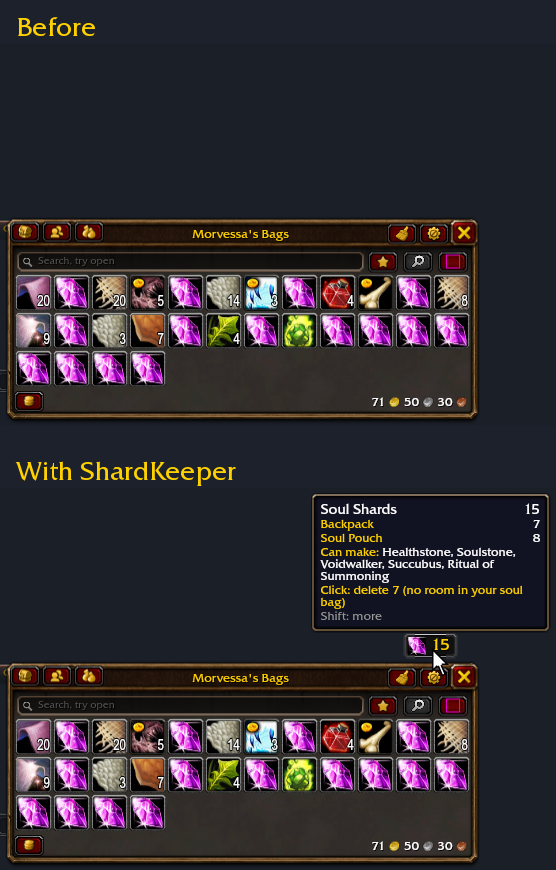 Before
Morvessa's Bags
Search, try open
20 20 5 14 3 4 8
9 3 7 4
71 50 30
With ShardKeeper
Soul Shards 15
Backpack 7
Soul Pouch 8
Can make: Healthstone, Soulstone,
Voidwalker, Succubus, Ritual of
Summoning
Click: delete 7 (no room in your soul
bag)
Shift: more
15
Morvessa's Bags
Search, try open
20 20 5 14 3 4 8
9 3 7 4
71 50 30